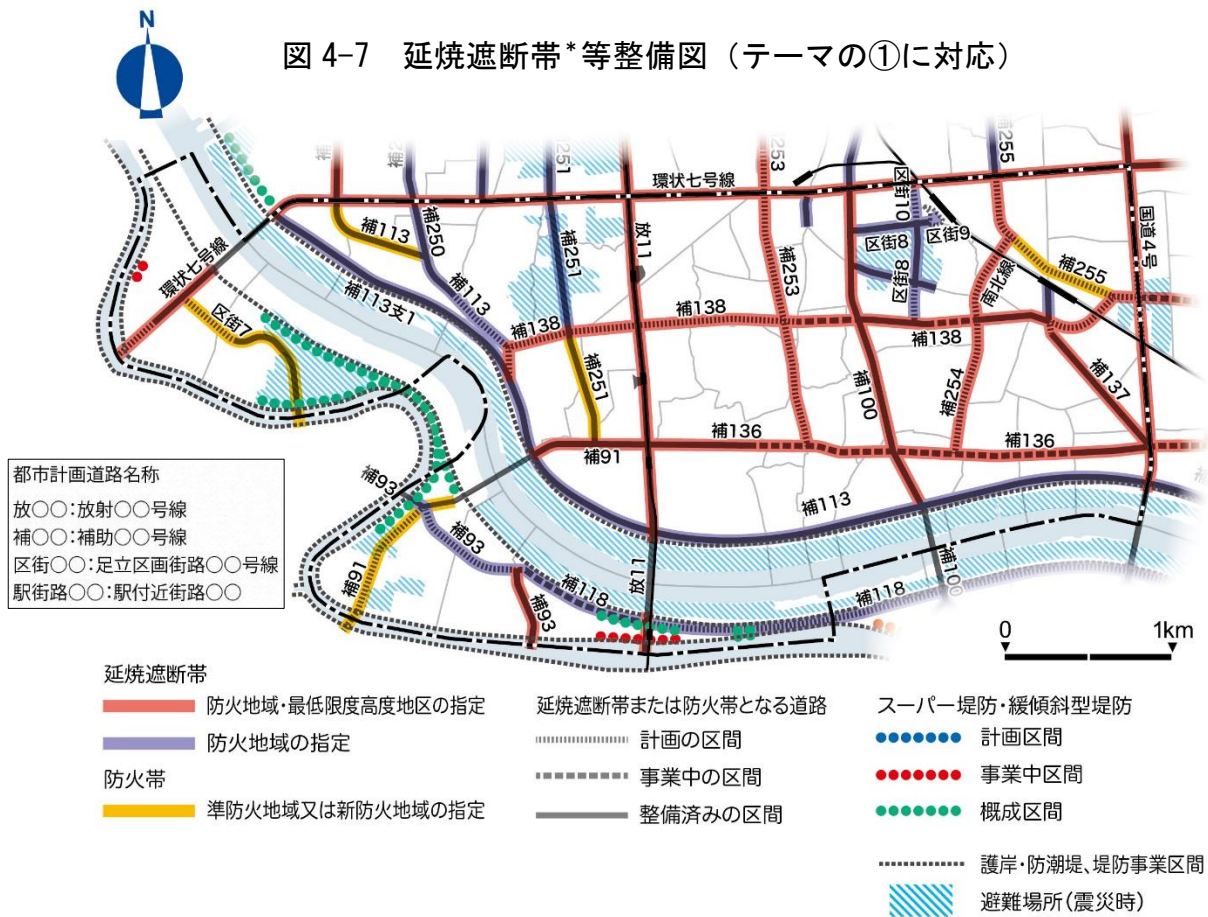 N
図 4-7 延焼遮断帯*等整備図（テーマの①に対応）
補250
補251
補253
補255
環状七号線
区街10
区街9
区街8
区街8
国道4号
補113
補250
放11
補251
補253
南北線
補255
環状七号線
補113
補113支1
補138
補138
補138
区街7
補251
補100
補254
補137
補136
補136
補91
補93
補113
補93
補91
補118
放11
補93
補118
補100
都市計画道路名称
放○○：放射○○号線
補○○：補助○○号線
区街○○：足立区画街路○○号線
駅街路○○：駅付近街路○○
0 1km
延焼遮断帯
防火地域・最低限度高度地区の指定
防火地域の指定
防火帯
準防火地域又は新防火地域の指定
延焼遮断帯または防火帯となる道路
計画の区間
事業中の区間
整備済みの区間
スーパー堤防・緩傾斜型堤防
計画区間
事業中区間
概成区間
護岸・防潮堤、堤防事業区間
避難場所（震災時）